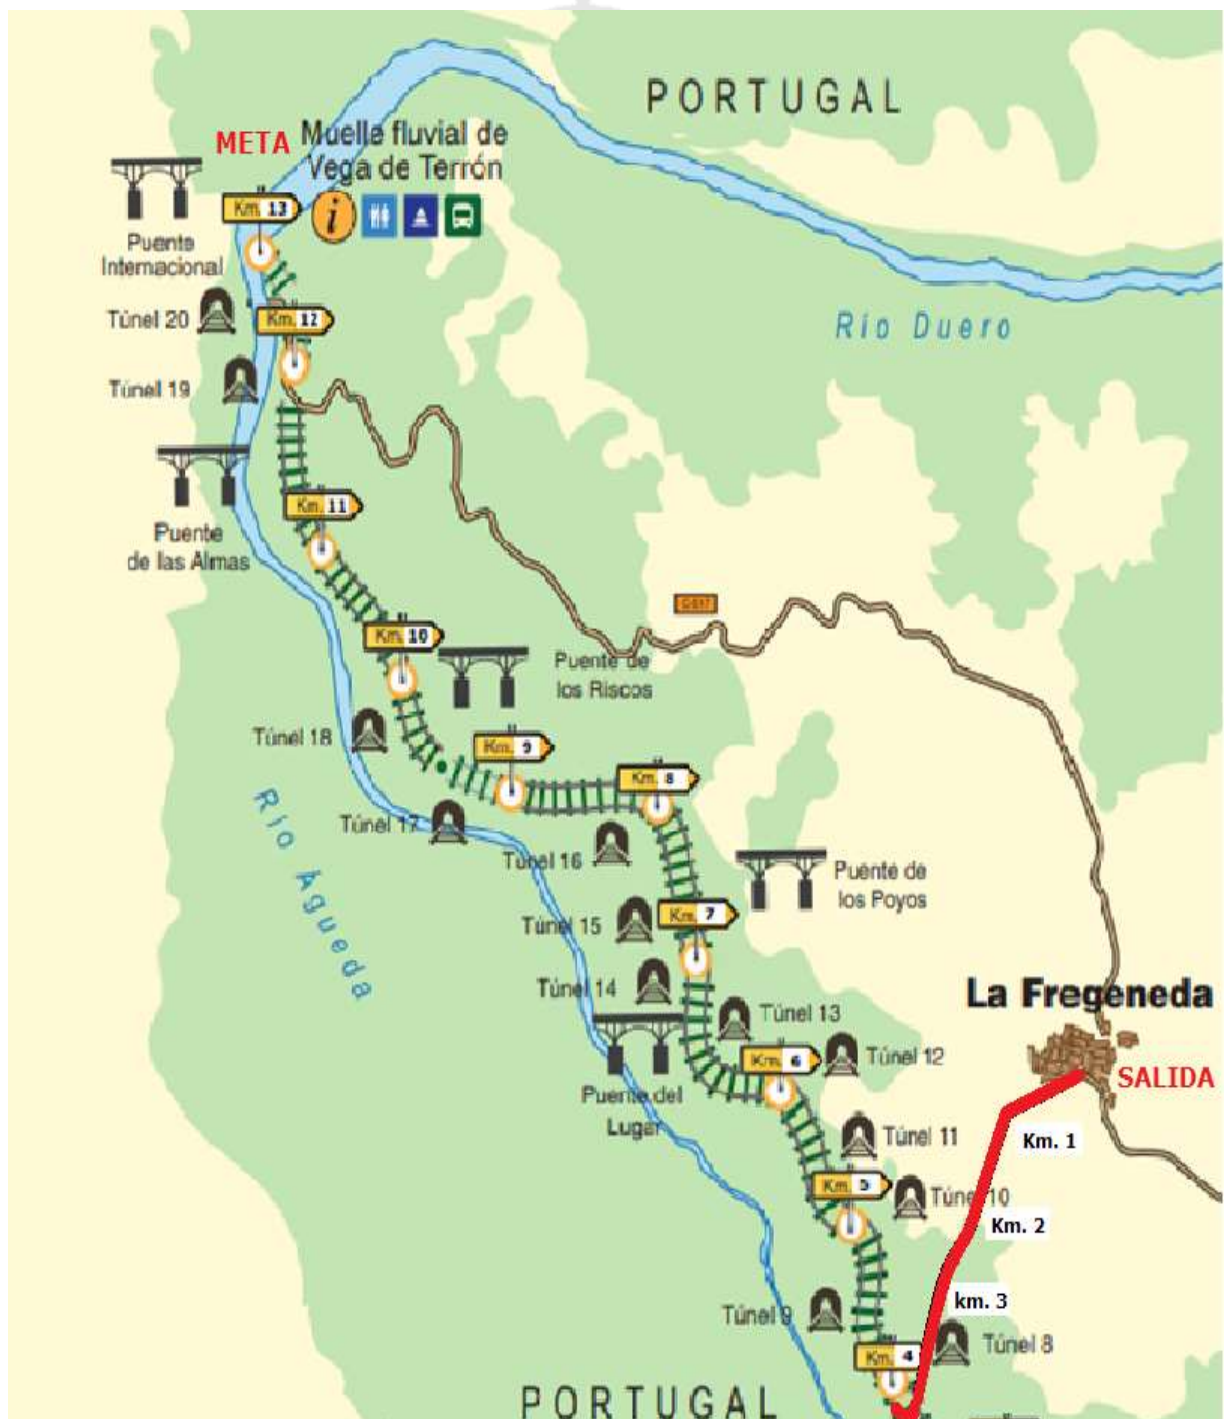 PORTUGAL
META
Muelle fluvial de
Vega de Terrón
Km. 13
i
Puente
Internacional
Túnel 20
Km. 12
Río Duero
Túnel 19
Km. 11
Puente
de las Almas
Km. 10
Puente de
los Riscos
Túnel 18
Km. 9
Km. 8
Río Águeda
Túnel 17
Túnel 16
Puente de
los Poyos
Túnel 15
Km. 7
La Fregeneda
Túnel 14
Túnel 13
Km. 6
Túnel 12
SALIDA
Puente del
Lugar
Túnel 11
Km. 1
Km. 5
Túnel 10
Km. 2
km. 3
Túnel 9
Túnel 8
Km. 4
PORTUGAL